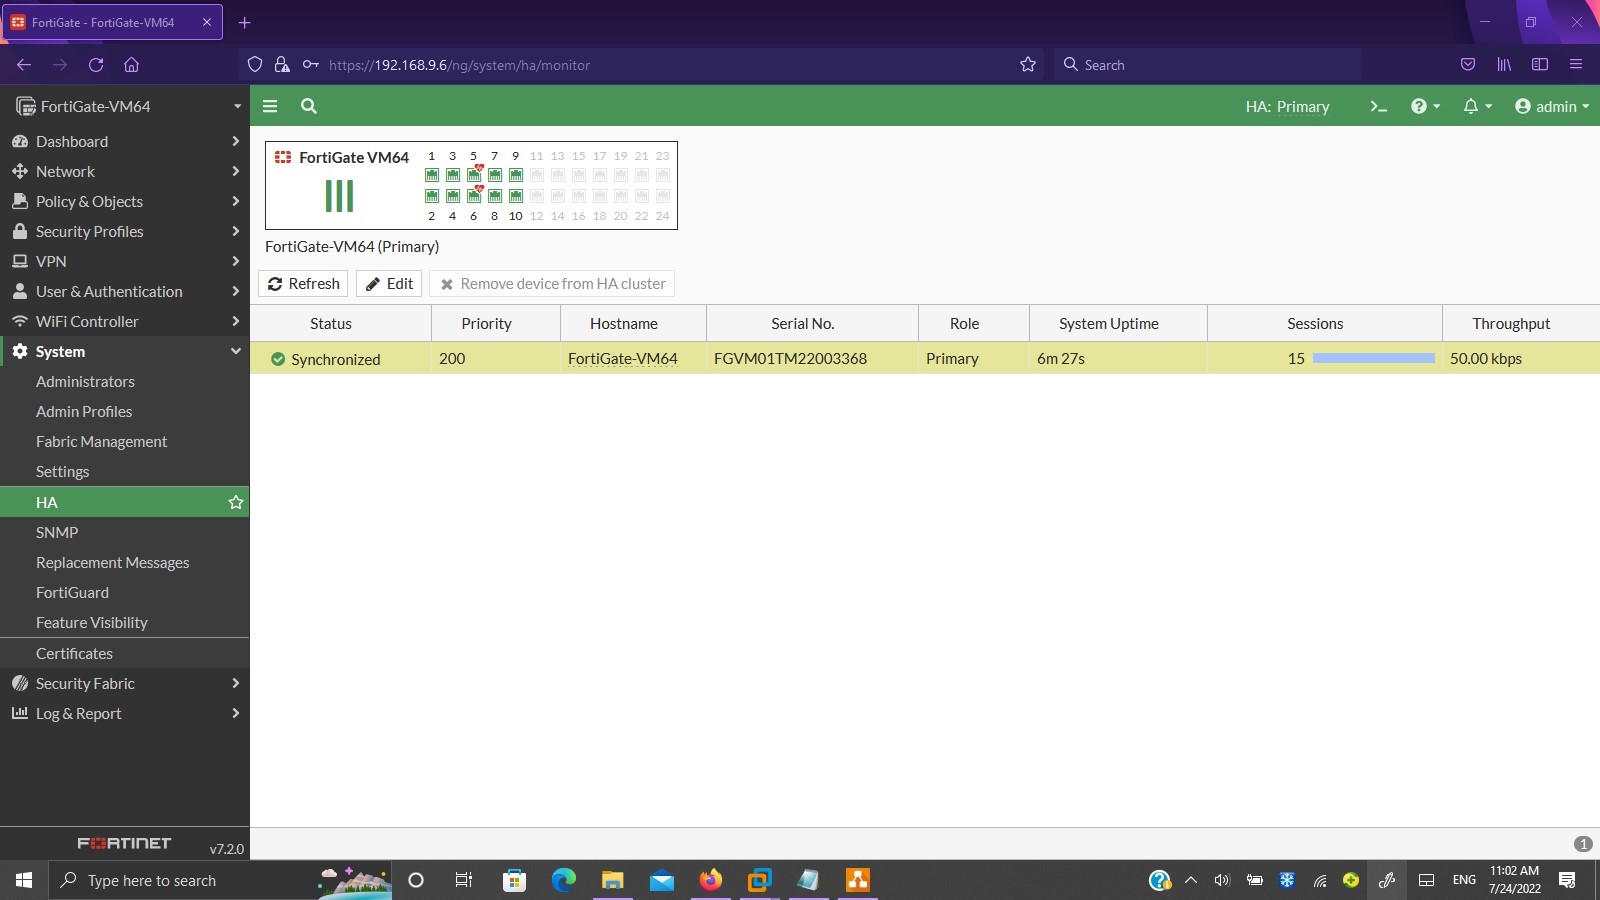 FortiGate - FortiGate-VM64
https://192.168.9.6/ng/system/ha/monitor
Search
FortiGate-VM64
HA: Primary
admin
Dashboard
Network
Policy & Objects
Security Profiles
VPN
User & Authentication
WiFi Controller
System
Administrators
Admin Profiles
Fabric Management
Settings
HA
SNMP
Replacement Messages
FortiGuard
Feature Visibility
Certificates
Security Fabric
Log & Report
FORTINET
v7.2.0
FortiGate VM64
1 3 5 7 9 11 13 15 17 19 21 23
2 4 6 8 10 12 14 16 18 20 22 24
FortiGate-VM64 (Primary)
Refresh Edit Remove device from HA cluster
Status Priority Hostname Serial No. Role System Uptime Sessions Throughput
Synchronized 200 FortiGate-VM64 FGVM01TM22003368 Primary 6m 27s 15 50.00 kbps
1
Type here to search
ENG
11:02 AM
7/24/2022